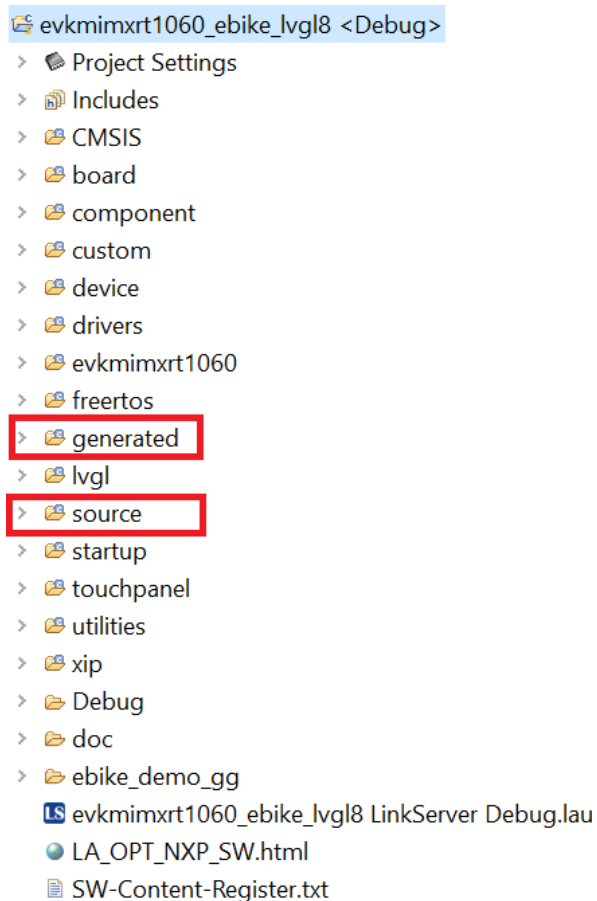 evkmimxrt1060_ebike_lvgl8 <Debug>
Project Settings
Includes
CMSIS
board
component
custom
device
drivers
evkmimxrt1060
freertos
generated
lvgl
source
startup
touchpanel
utilities
xip
Debug
doc
ebike_demo_gg
LS evkmimxrt1060_ebike_lvgl8 LinkServer Debug.lau
LA_OPT_NXP_SW.html
SW-Content-Register.txt